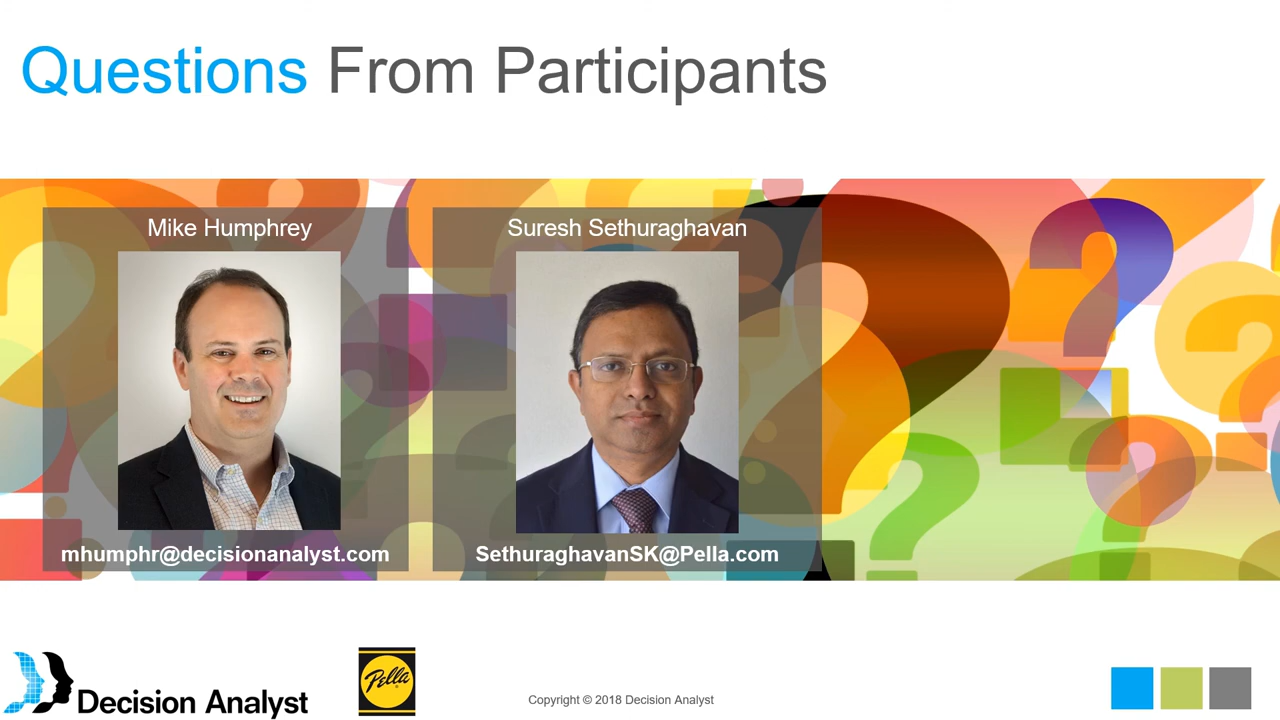 Questions From Participants
Mike Humphrey
Suresh Sethuraghavan
mhumphr@decisionanalyst.com
SethuraghavanSK@Pella.com
Decision Analyst
Pella
Copyright © 2018 Decision Analyst